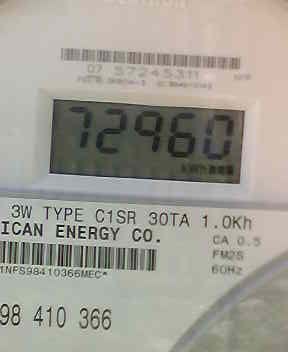 07 57245311
72960
3W TYPE C1SR 30TA 1.0Kh
ICAN ENERGY CO.
CA 0.5
FM2S
60Hz
1NFS98410366MEC*
98 410 366